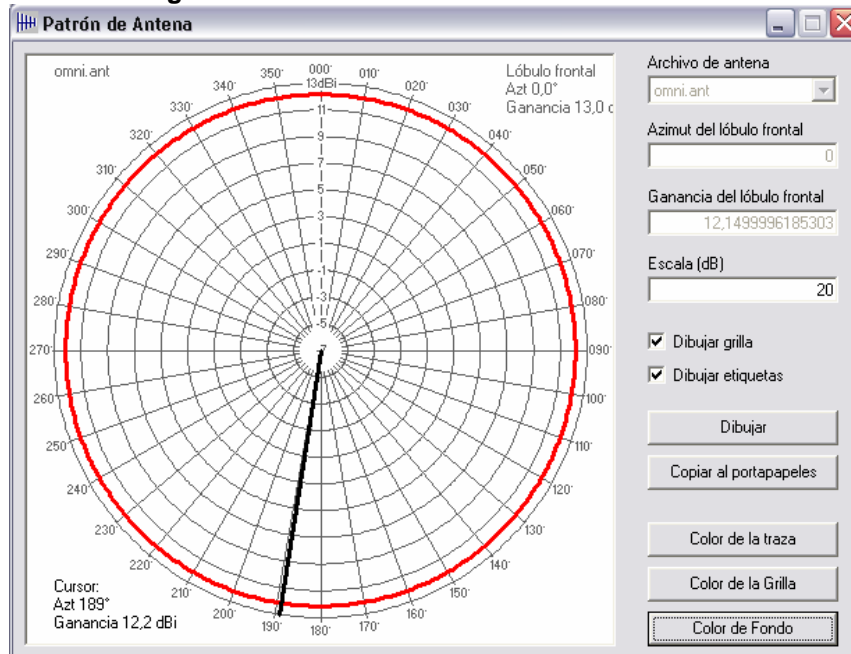 Patrón de Antena
omni.ant
Lóbulo frontal
Azt 0,0°
Ganancia 13,0 d
000°
010°
020°
030°
040°
050°
060°
070°
080°
090°
100°
110°
120°
130°
140°
150°
160°
170°
180°
190°
200°
210°
220°
230°
240°
250°
260°
270°
280°
290°
300°
310°
320°
330°
340°
350°
13dBi
11
9
7
5
3
1
-1
-3
-5
-7
Cursor:
Azt 189°
Ganancia 12,2 dBi
Archivo de antena
omni.ant
Azimut del lóbulo frontal
0
Ganancia del lóbulo frontal
12,1499996185303
Escala (dB)
20
Dibujar grilla
Dibujar etiquetas
Dibujar
Copiar al portapapeles
Color de la traza
Color de la Grilla
Color de Fondo